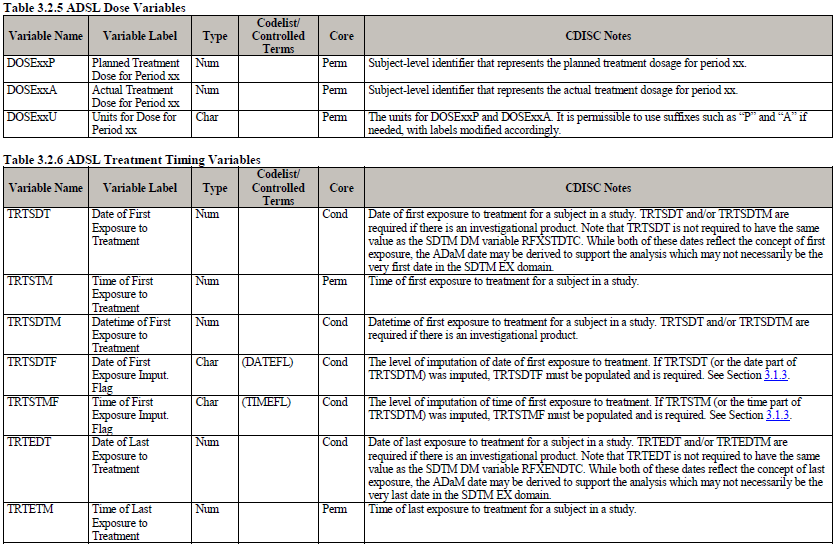 Table 3.2.5 ADSL Dose Variables
Variable Name Variable Label Type Codelist/ Controlled Terms Core CDISC Notes
DOSExxP Planned Treatment Dose for Period xx Num Perm Subject-level identifier that represents the planned treatment dosage for period xx.
DOSExxA Actual Treatment Dose for Period xx Num Perm Subject-level identifier that represents the actual treatment dosage for period xx.
DOSExxU Units for Dose for Period xx Char Perm The units for DOSExxP and DOSExxA. It is permissible to use suffixes such as “P” and “A” if needed, with labels modified accordingly.
Table 3.2.6 ADSL Treatment Timing Variables
Variable Name Variable Label Type Codelist/ Controlled Terms Core CDISC Notes
TRTSDT Date of First Exposure to Treatment Num Cond Date of first exposure to treatment for a subject in a study. TRTSDT and/or TRTSDTM are required if there is an investigational product. Note that TRTSDT is not required to have the same value as the SDTM DM variable RFXSTDTC. While both of these dates reflect the concept of first exposure, the ADaM date may be derived to support the analysis which may not necessarily be the very first date in the SDTM EX domain.
TRTSTM Time of First Exposure to Treatment Num Perm Time of first exposure to treatment for a subject in a study.
TRTSDTM Datetime of First Exposure to Treatment Num Cond Datetime of first exposure to treatment for a subject in a study. TRTSDT and/or TRTSDTM are required if there is an investigational product.
TRTSDTF Date of First Exposure Imput. Flag Char (DATEFL) Cond The level of imputation of date of first exposure to treatment. If TRTSDT (or the date part of TRTSDTM) was imputed, TRTSDTF must be populated and is required. See Section 3.1.3.
TRTSTMF Time of First Exposure Imput. Flag Char (TIMEFL) Cond The level of imputation of time of first exposure to treatment. If TRTSTM (or the time part of TRTSDTM) was imputed, TRTSTMF must be populated and is required. See Section 3.1.3.
TRTEDT Date of Last Exposure to Treatment Num Cond Date of last exposure to treatment for a subject in a study. TRTEDT and/or TRTEDTM are required if there is an investigational product. Note that TRTEDT is not required to have the same value as the SDTM DM variable RFXENDTC. While both of these dates reflect the concept of last exposure, the ADaM date may be derived to support the analysis which may not necessarily be the very last date in the SDTM EX domain.
TRTETM Time of Last Exposure to Treatment Num Perm Time of last exposure to treatment for a subject in a study.